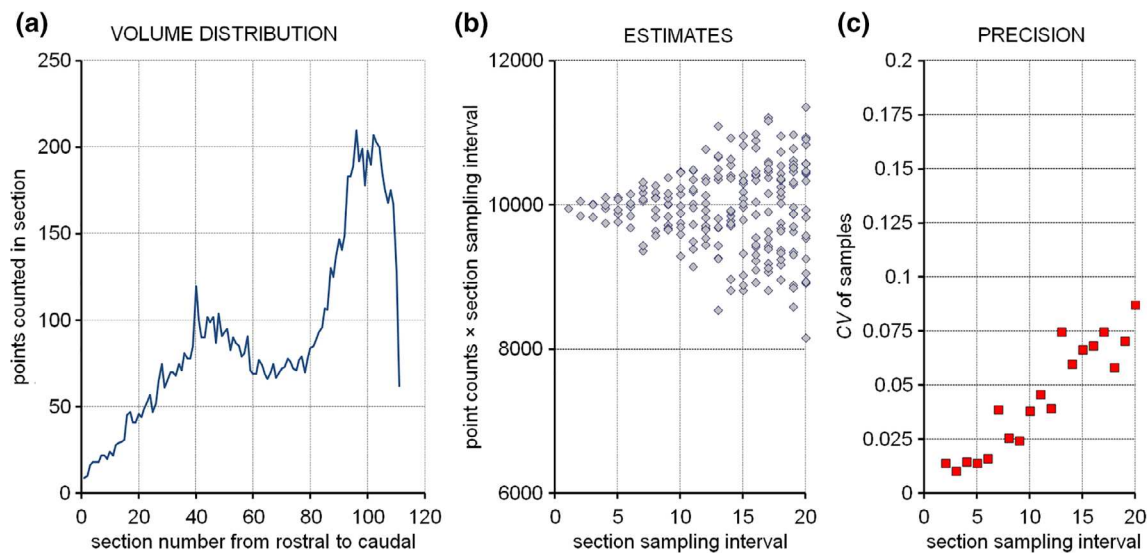 (a)
VOLUME DISTRIBUTION
250
200
150
100
50
0
points counted in section
0 20 40 60 80 100 120
section number from rostral to caudal
(b)
ESTIMATES
12000
10000
8000
6000
point counts × section sampling interval
0 5 10 15 20
section sampling interval
(c)
PRECISION
0.2
0.175
0.15
0.125
0.1
0.075
0.05
0.025
0
CV of samples
0 5 10 15 20
section sampling interval